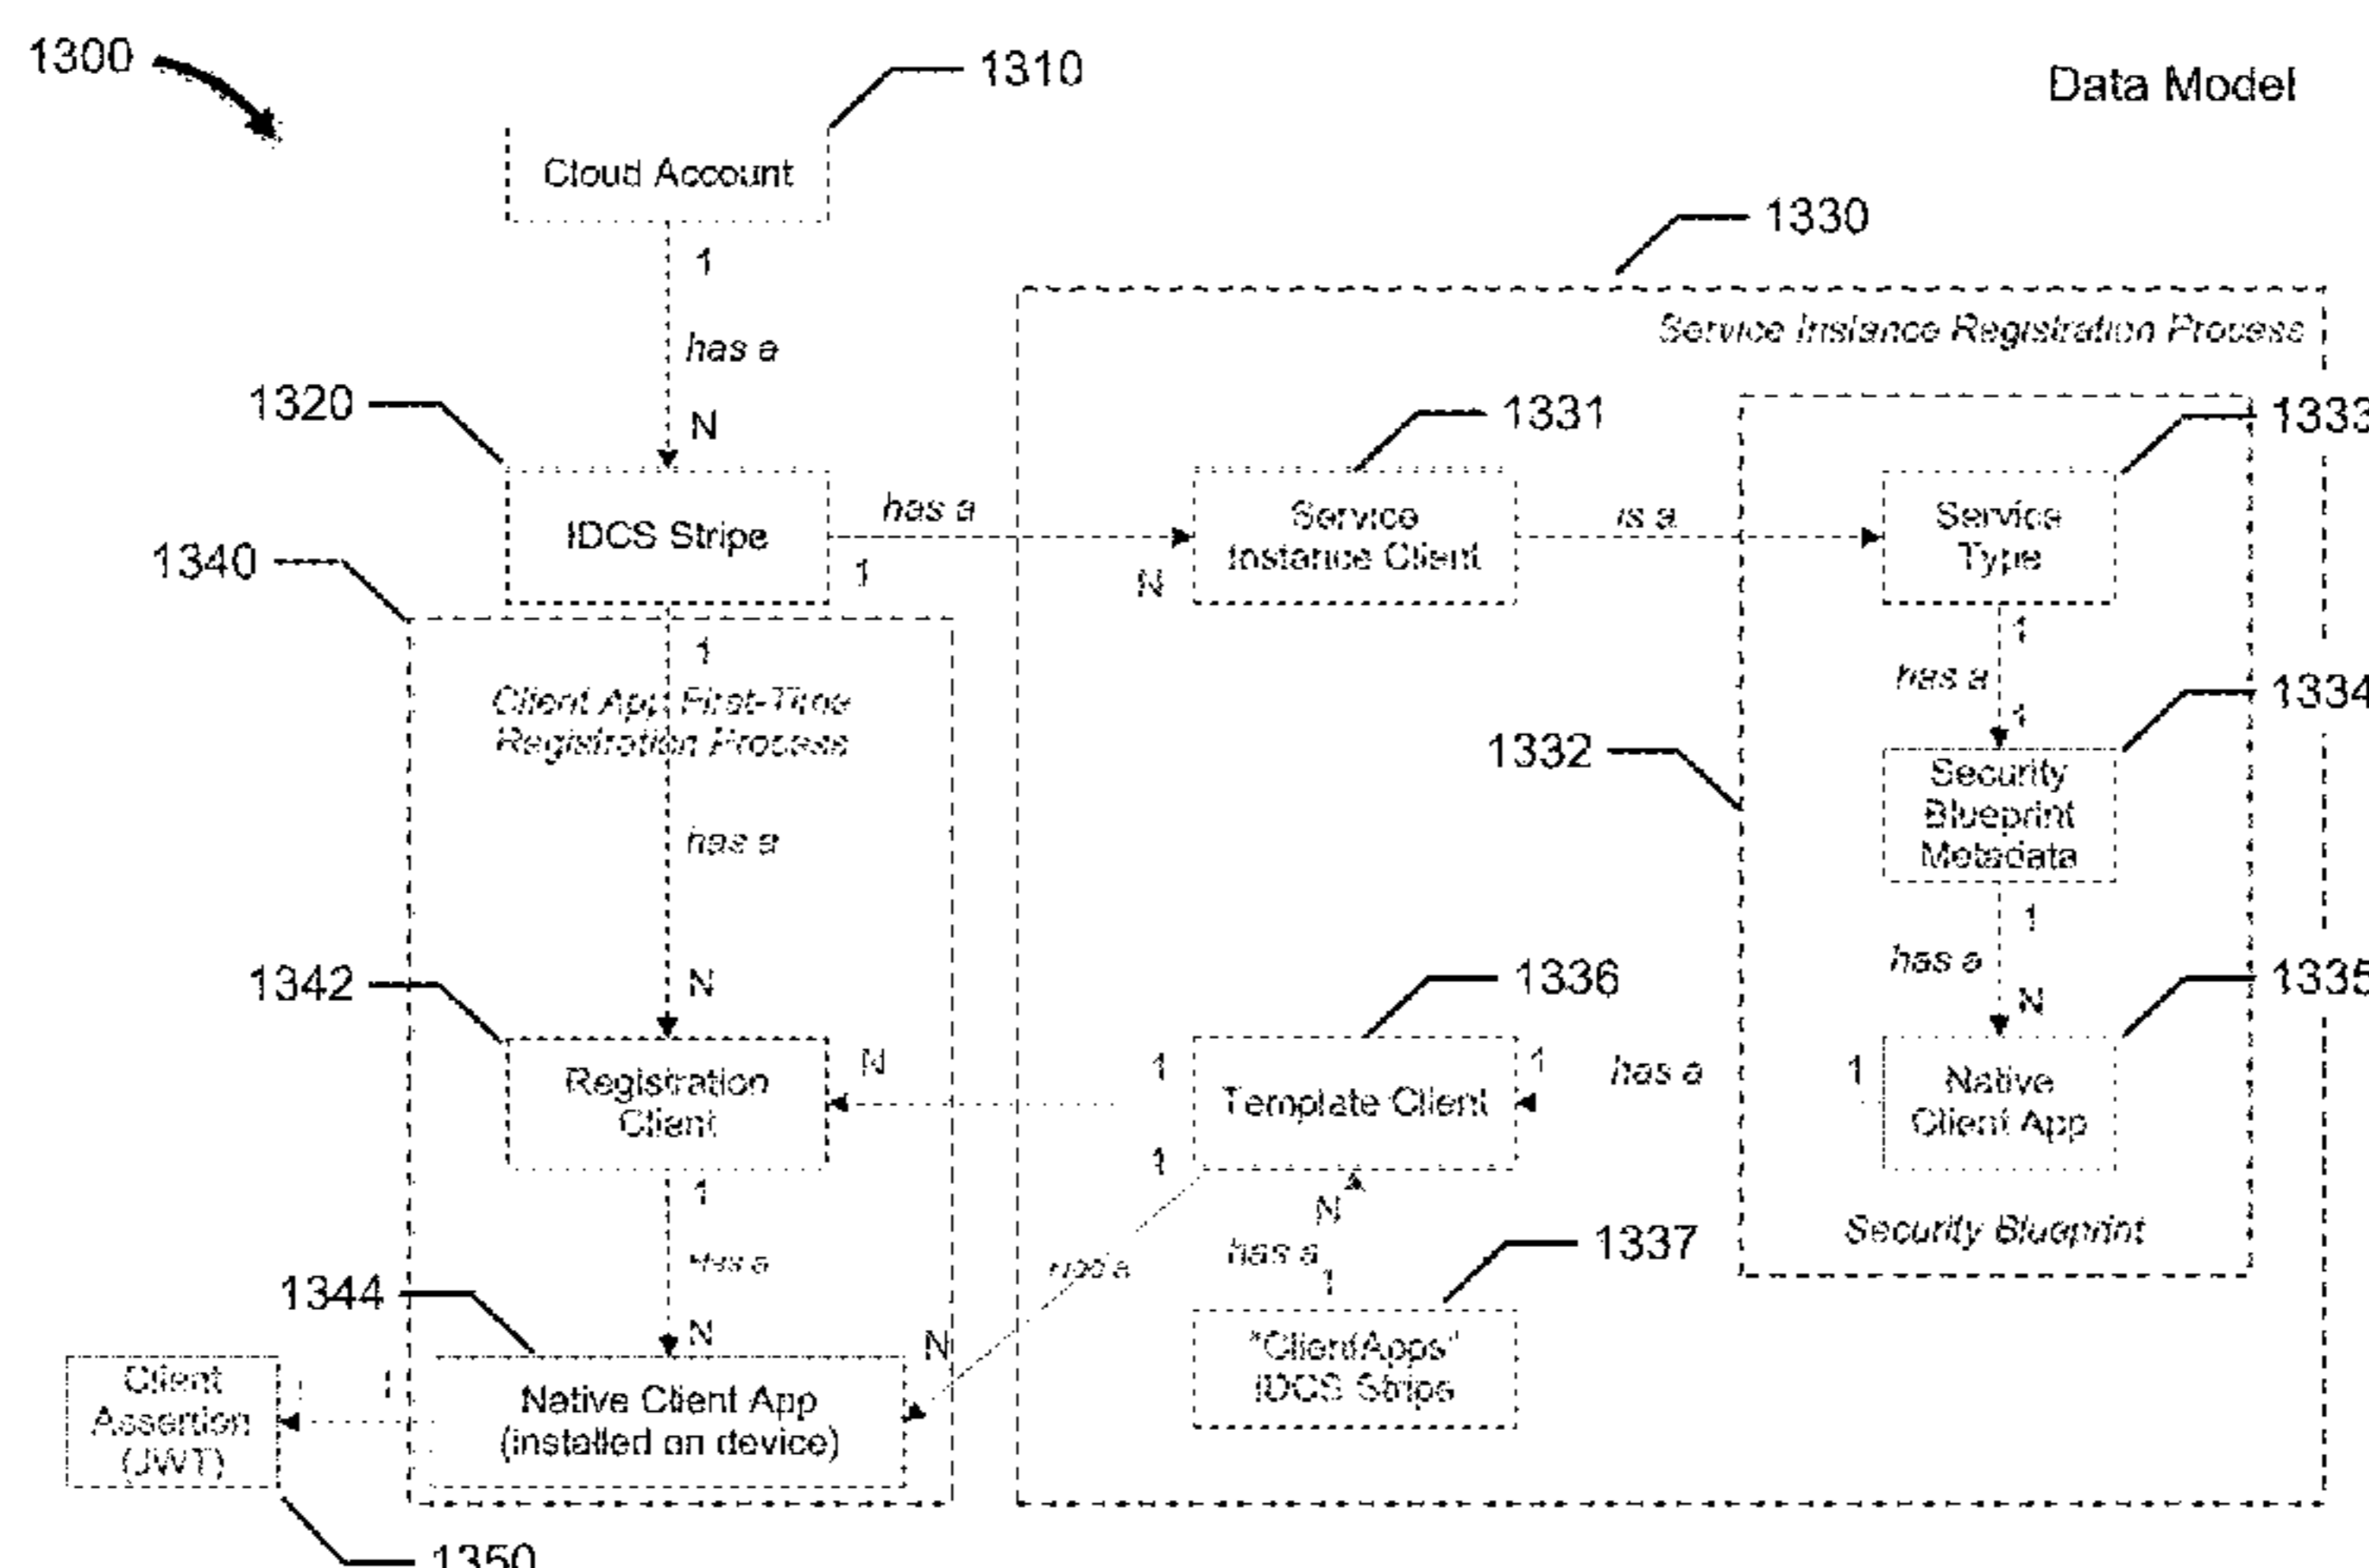 1300
1310
Data Model
Cloud Account
1
has a
N
1330
Service Instance Registration Process
1320
1331
1333
IDCS Stripe
has a
1
N
Service
Instance Client
is a
Service
Type
1340
1
Client App First-Time
Registration Process
has a
N
1
has a
1
1334
1332
Security
Blueprint
Metadata
1
has a
N
1342
1336
1335
Registration
Client
N
1
1
Template Client
1
has a
1
Native
Client App
Security Blueprint
1
Has a
N
1344
N
has a
1
1337
N
"ClientApps"
IDCS Stripe
Client
Assertion
(JWT)
1
1
Native Client App
(installed on device)
1350